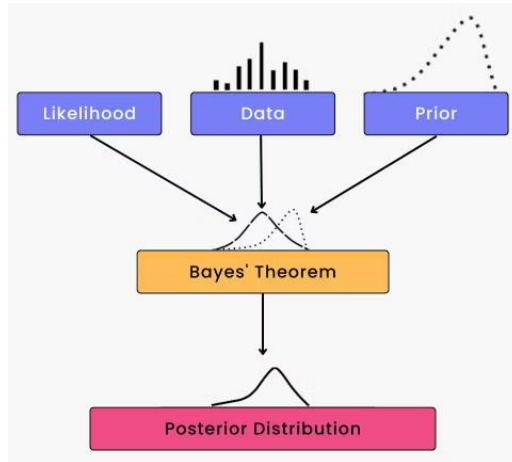 Likelihood
Data
Prior
Bayes' Theorem
Posterior Distribution